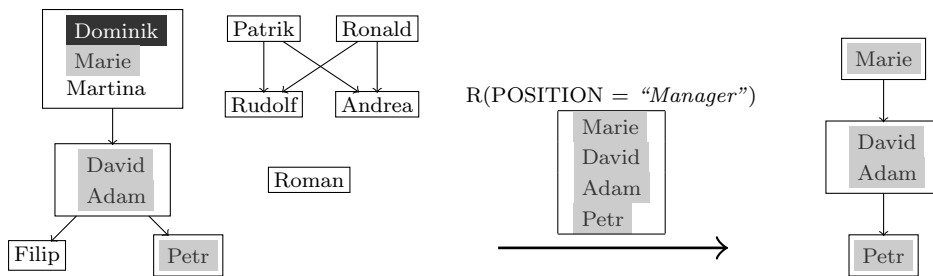 Dominik
Marie
Martina
David
Adam
Filip
Petr
Patrik
Ronald
Rudolf
Andrea
Roman
R(POSITION = “Manager”)
Marie
David
Adam
Petr
Marie
David
Adam
Petr